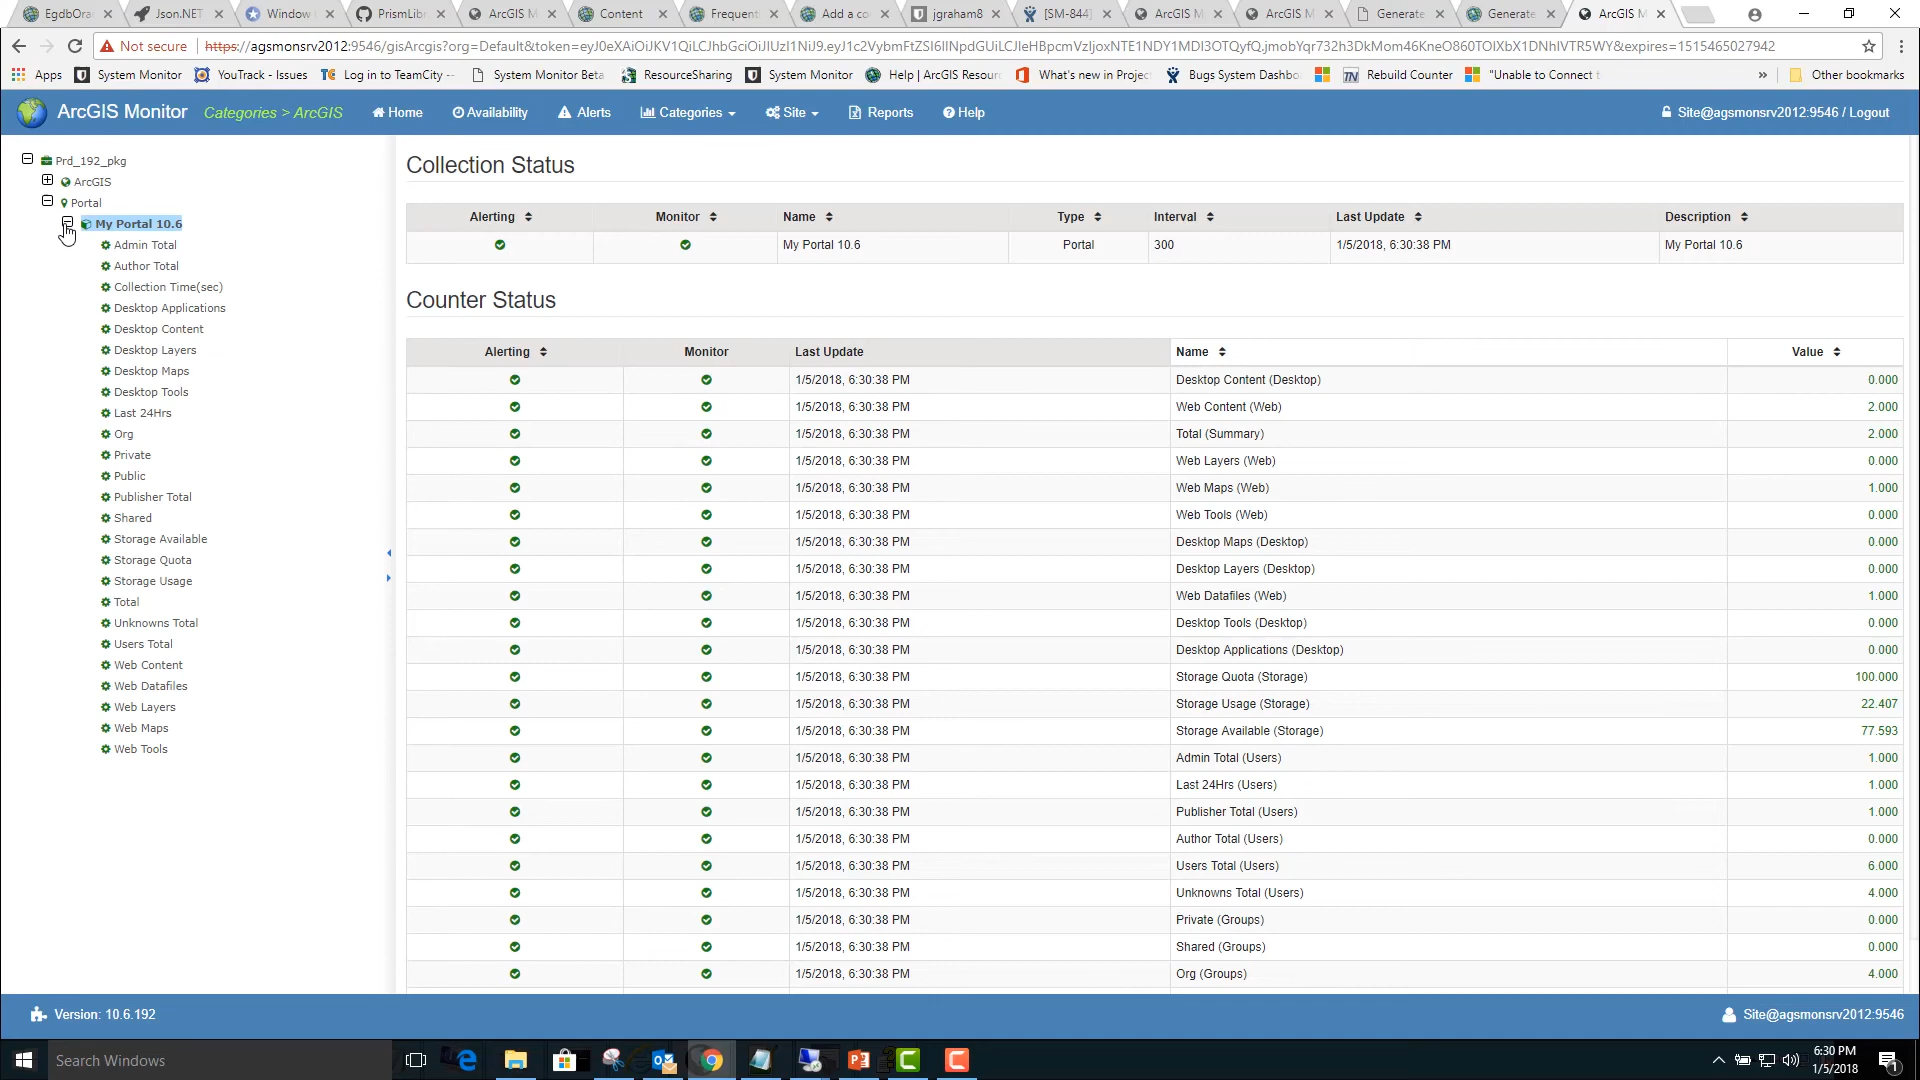 EgdbOra
Json.NET
Window
PrismLib
ArcGIS M
Content
Frequent
Add a co
jgraham8
[SM-844]
ArcGIS M
ArcGIS M
Generate
Generate
ArcGIS M
Not secure
Apps
System Monitor
YouTrack - Issues
Log in to TeamCity --
System Monitor Beta
ResourceSharing
System Monitor
Help | ArcGIS Resour
What's new in Projec
Bugs System Dashbo
Rebuild Counter
"Unable to Connect t
»
Other bookmarks
ArcGIS Monitor
Categories > ArcGIS
Home
Availability
Alerts
Categories
Site
Reports
Help
Site@agsmonsrv2012:9546 / Logout
Prd_192_pkg
ArcGIS
Portal
My Portal 10.6
Admin Total
Author Total
Collection Time(sec)
Desktop Applications
Desktop Content
Desktop Layers
Desktop Maps
Desktop Tools
Last 24Hrs
Org
Private
Public
Publisher Total
Shared
Storage Available
Storage Quota
Storage Usage
Total
Unknowns Total
Users Total
Web Content
Web Datafiles
Web Layers
Web Maps
Web Tools
Collection Status
Alerting Monitor Name Type Interval Last Update Description
My Portal 10.6 Portal 300 1/5/2018, 6:30:38 PM My Portal 10.6
Counter Status
Alerting Monitor Last Update Name Value
1/5/2018, 6:30:38 PM Desktop Content (Desktop) 0.000
1/5/2018, 6:30:38 PM Web Content (Web) 2.000
1/5/2018, 6:30:38 PM Total (Summary) 2.000
1/5/2018, 6:30:38 PM Web Layers (Web) 0.000
1/5/2018, 6:30:38 PM Web Maps (Web) 1.000
1/5/2018, 6:30:38 PM Web Tools (Web) 0.000
1/5/2018, 6:30:38 PM Desktop Maps (Desktop) 0.000
1/5/2018, 6:30:38 PM Desktop Layers (Desktop) 0.000
1/5/2018, 6:30:38 PM Web Datafiles (Web) 1.000
1/5/2018, 6:30:38 PM Desktop Tools (Desktop) 0.000
1/5/2018, 6:30:38 PM Desktop Applications (Desktop) 0.000
1/5/2018, 6:30:38 PM Storage Quota (Storage) 100.000
1/5/2018, 6:30:38 PM Storage Usage (Storage) 22.407
1/5/2018, 6:30:38 PM Storage Available (Storage) 77.593
1/5/2018, 6:30:38 PM Admin Total (Users) 1.000
1/5/2018, 6:30:38 PM Last 24Hrs (Users) 1.000
1/5/2018, 6:30:38 PM Publisher Total (Users) 1.000
1/5/2018, 6:30:38 PM Author Total (Users) 0.000
1/5/2018, 6:30:38 PM Users Total (Users) 6.000
1/5/2018, 6:30:38 PM Unknowns Total (Users) 4.000
1/5/2018, 6:30:38 PM Private (Groups) 0.000
1/5/2018, 6:30:38 PM Shared (Groups) 0.000
1/5/2018, 6:30:38 PM Org (Groups) 4.000
Version: 10.6.192
Site@agsmonsrv2012:9546
Search Windows
6:30 PM
1/5/2018
1